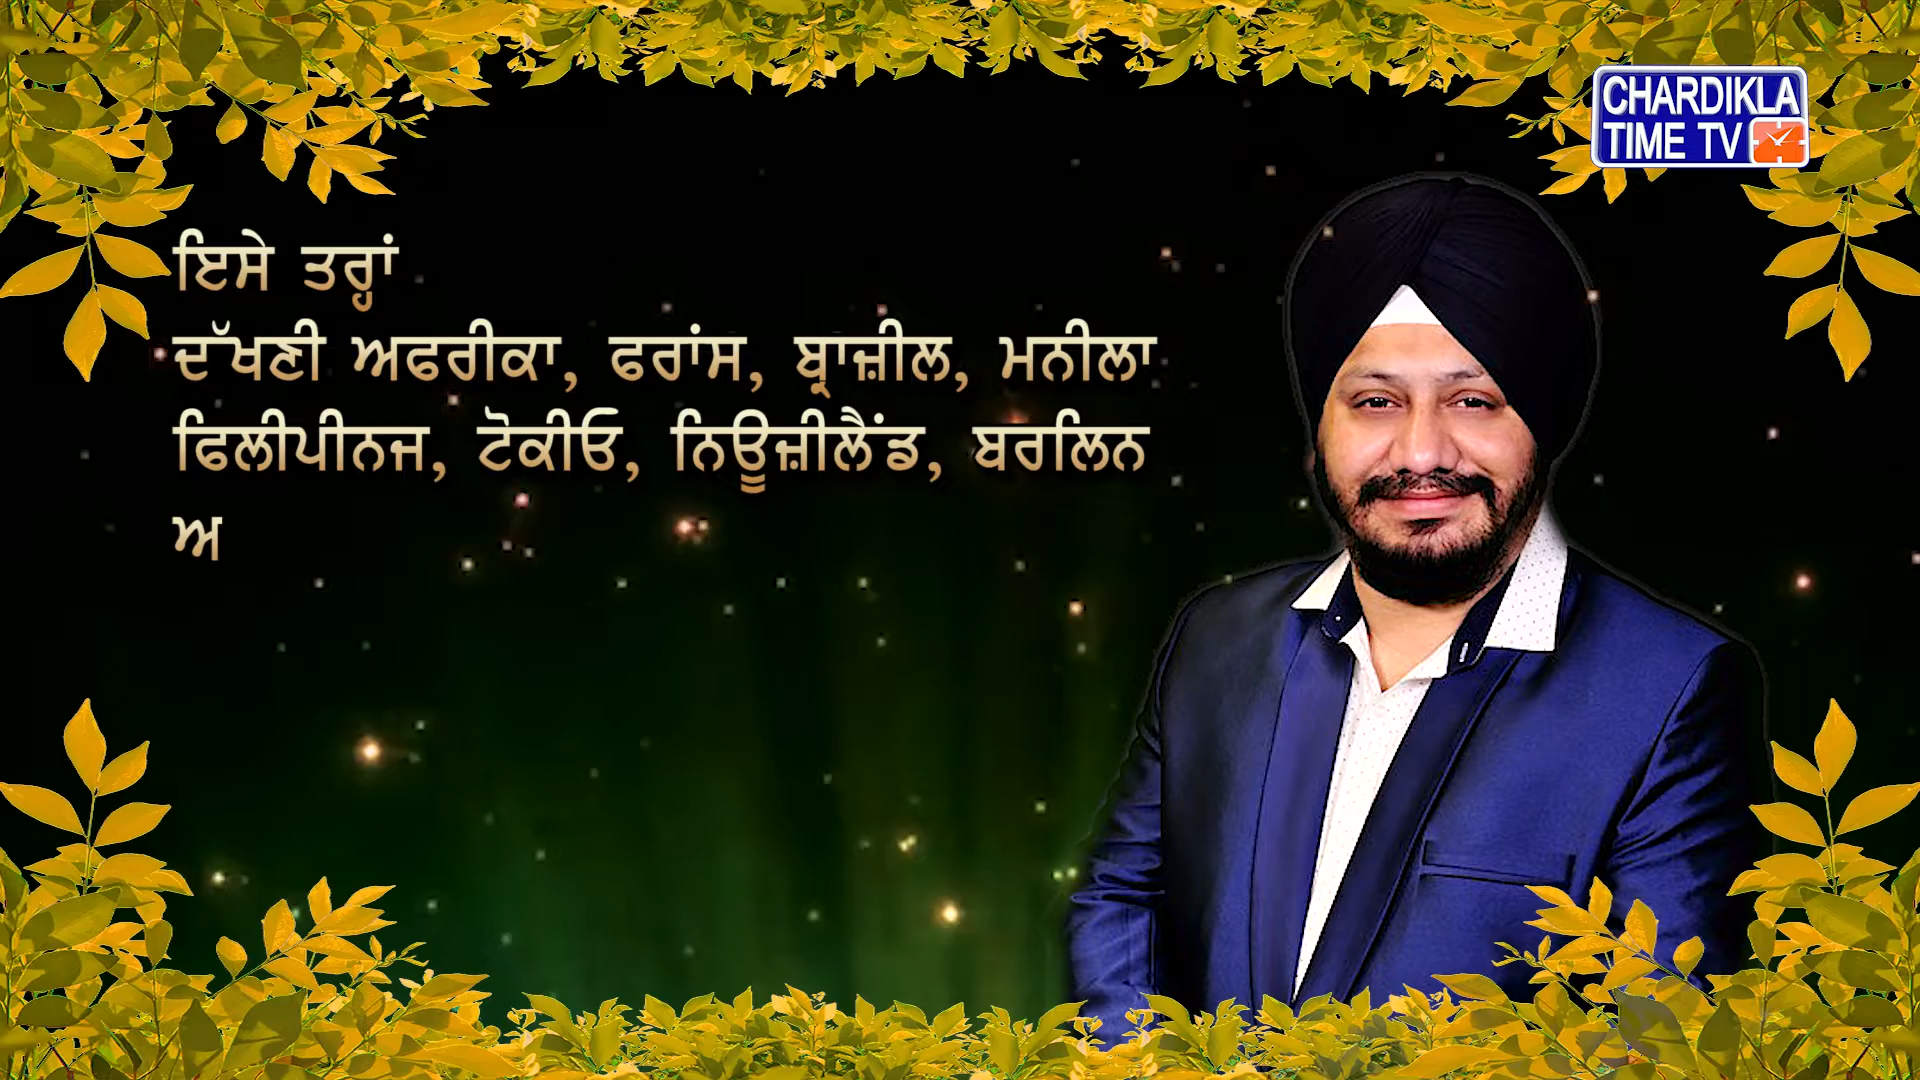 CHARDIKLA
TIME TV
ਇਸੇ ਤਰ੍ਹਾਂ
ਦੱਖਣੀ ਅਫਰੀਕਾ, ਫਰਾਂਸ, ਬ੍ਰਾਜ਼ੀਲ, ਮਨੀਲਾ
ਫਿਲੀਪੀਨਜ, ਟੋਕੀਓ, ਨਿਊਜ਼ੀਲੈਂਡ, ਬਰਲਿਨ
ਅ